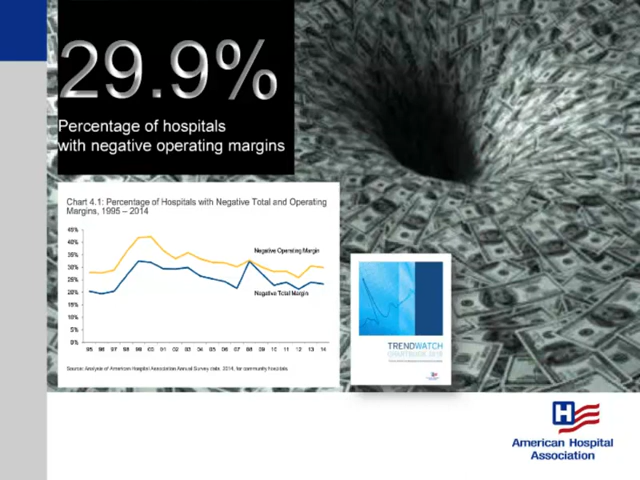 29.9%
Percentage of hospitals
with negative operating margins
Chart 4.1: Percentage of Hospitals with Negative Total and Operating
Margins, 1995 – 2014
45%
40%
35%
30%
25%
20%
15%
10%
5%
0%
Negative Operating Margin
Negative Total Margin
95 96 97 98 99 00 01 02 03 04 05 06 07 08 09 10 11 12 13 14
Source: Analysis of American Hospital Association Annual Survey data, 2014, for community hospitals.
TRENDWATCH
H
American Hospital
Association